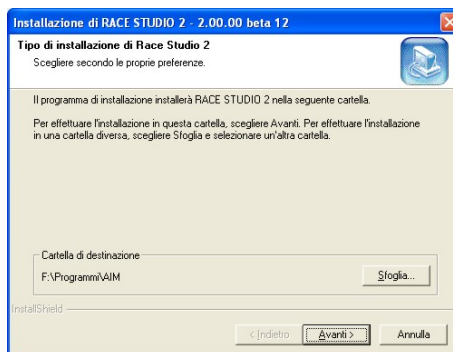 Installazione di RACE STUDIO 2 - 2.00.00 beta 12
Tipo di installazione di Race Studio 2
Scegliere secondo le proprie preferenze.
Il programma di installazione installerà RACE STUDIO 2 nella seguente cartella.
Per effettuare l'installazione in questa cartella, scegliere Avanti. Per effettuare l'installazione
in una cartella diversa, scegliere Sfoglia e selezionare un'altra cartella.
Cartella di destinazione
F:\Programmi\AIM
Sfoglia...
InstallShield
< Indietro
Avanti >
Annulla